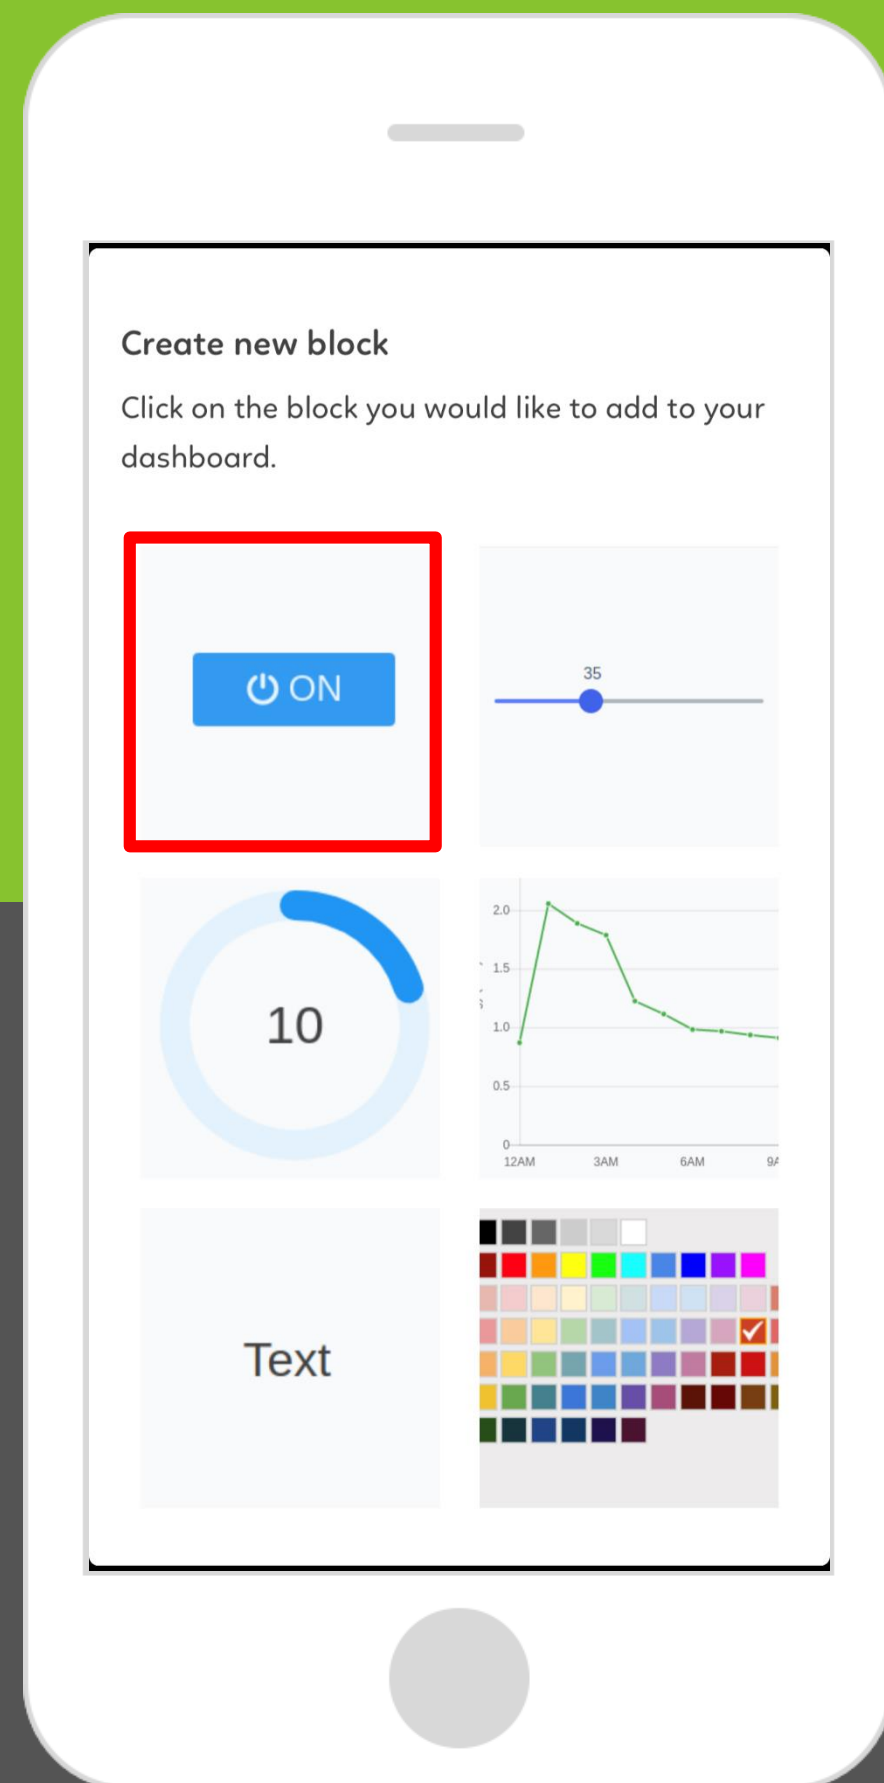 Create new block
Click on the block you would like to add to your
dashboard.
ON
35
10
2.0
1.5
1.0
0.5
0
12AM 3AM 6AM
Text